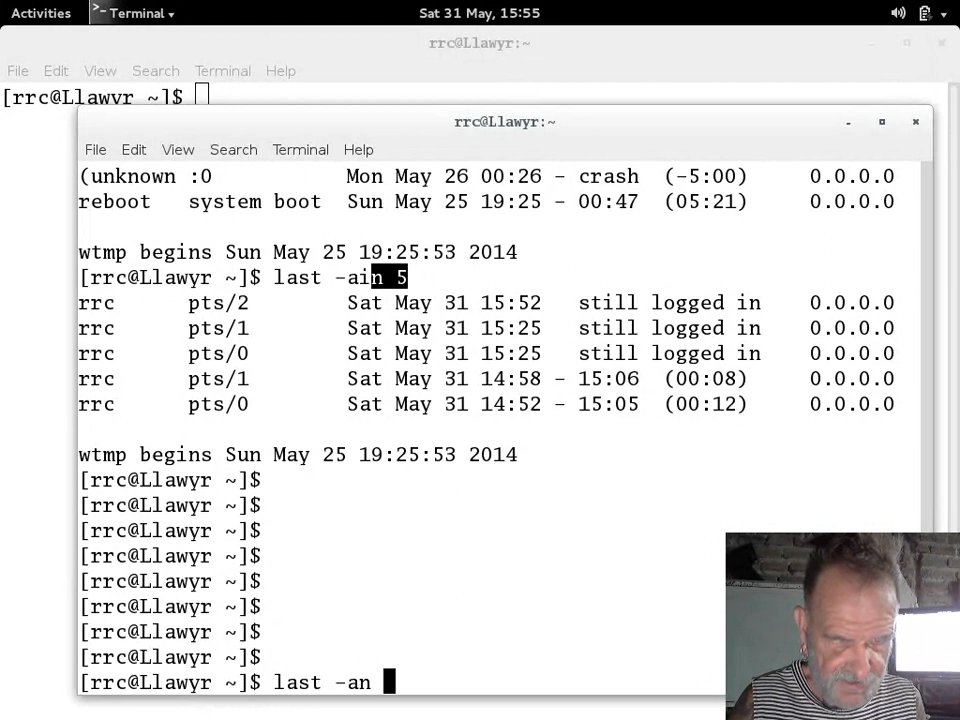 Activities >_ Terminal Sat 31 May, 15:55
rrc@Llawyr:~
File Edit View Search Terminal Help
[rrc@Llawyr ~]$
rrc@Llawyr:~
File Edit View Search Terminal Help
(unknown :0 Mon May 26 00:26 - crash (-5:00) 0.0.0.0
reboot system boot Sun May 25 19:25 - 00:47 (05:21) 0.0.0.0
wtmp begins Sun May 25 19:25:53 2014
[rrc@Llawyr ~]$ last -ain 5
rrc pts/2 Sat May 31 15:52 still logged in 0.0.0.0
rrc pts/1 Sat May 31 15:25 still logged in 0.0.0.0
rrc pts/0 Sat May 31 15:25 still logged in 0.0.0.0
rrc pts/1 Sat May 31 14:58 - 15:06 (00:08) 0.0.0.0
rrc pts/0 Sat May 31 14:52 - 15:05 (00:12) 0.0.0.0
wtmp begins Sun May 25 19:25:53 2014
[rrc@Llawyr ~]$
[rrc@Llawyr ~]$
[rrc@Llawyr ~]$
[rrc@Llawyr ~]$
[rrc@Llawyr ~]$
[rrc@Llawyr ~]$
[rrc@Llawyr ~]$
[rrc@Llawyr ~]$
[rrc@Llawyr ~]$ last -an